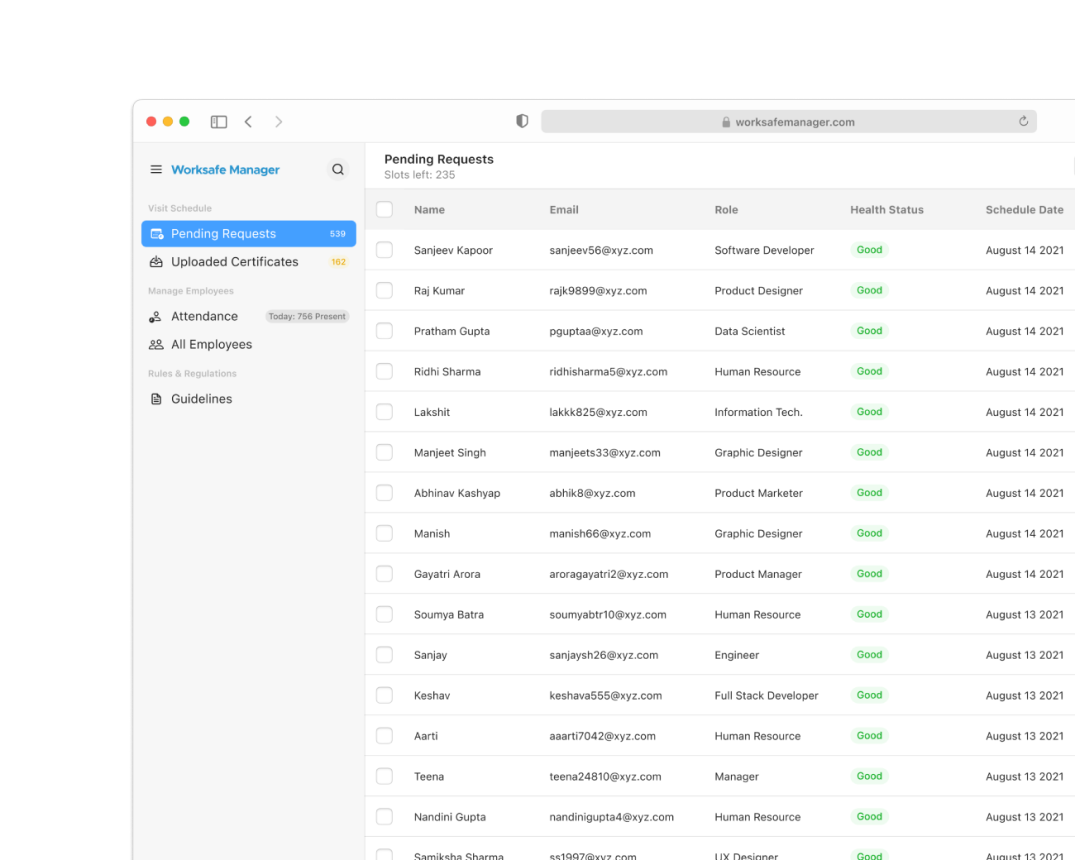 worksafemanager.com
Worksafe Manager
Visit Schedule
Pending Requests 539
Uploaded Certificates 162
Manage Employees
Attendance Today: 756 Present
All Employees
Rules & Regulations
Guidelines
Pending Requests
Slots left: 235
Name Email Role Health Status Schedule Date
Sanjeev Kapoor sanjeev56@xyz.com Software Developer Good August 14 2021
Raj Kumar rajk9899@xyz.com Product Designer Good August 14 2021
Pratham Gupta pguptaa@xyz.com Data Scientist Good August 14 2021
Ridhi Sharma ridhisharma5@xyz.com Human Resource Good August 14 2021
Lakshit lakkk825@xyz.com Information Tech. Good August 14 2021
Manjeet Singh manjeets33@xyz.com Graphic Designer Good August 14 2021
Abhinav Kashyap abhik8@xyz.com Product Marketer Good August 14 2021
Manish manish66@xyz.com Graphic Designer Good August 14 2021
Gayatri Arora aroragayatri2@xyz.com Product Manager Good August 14 2021
Soumya Batra soumyabtr10@xyz.com Human Resource Good August 13 2021
Sanjay sanjaysh26@xyz.com Engineer Good August 13 2021
Keshav keshava555@xyz.com Full Stack Developer Good August 13 2021
Aarti aaarti7042@xyz.com Human Resource Good August 13 2021
Teena teena24810@xyz.com Manager Good August 13 2021
Nandini Gupta nandinigupta4@xyz.com Human Resource Good August 13 2021
Samiksha Sharma ss1997@xyz.com UX Designer Good August 13 2021